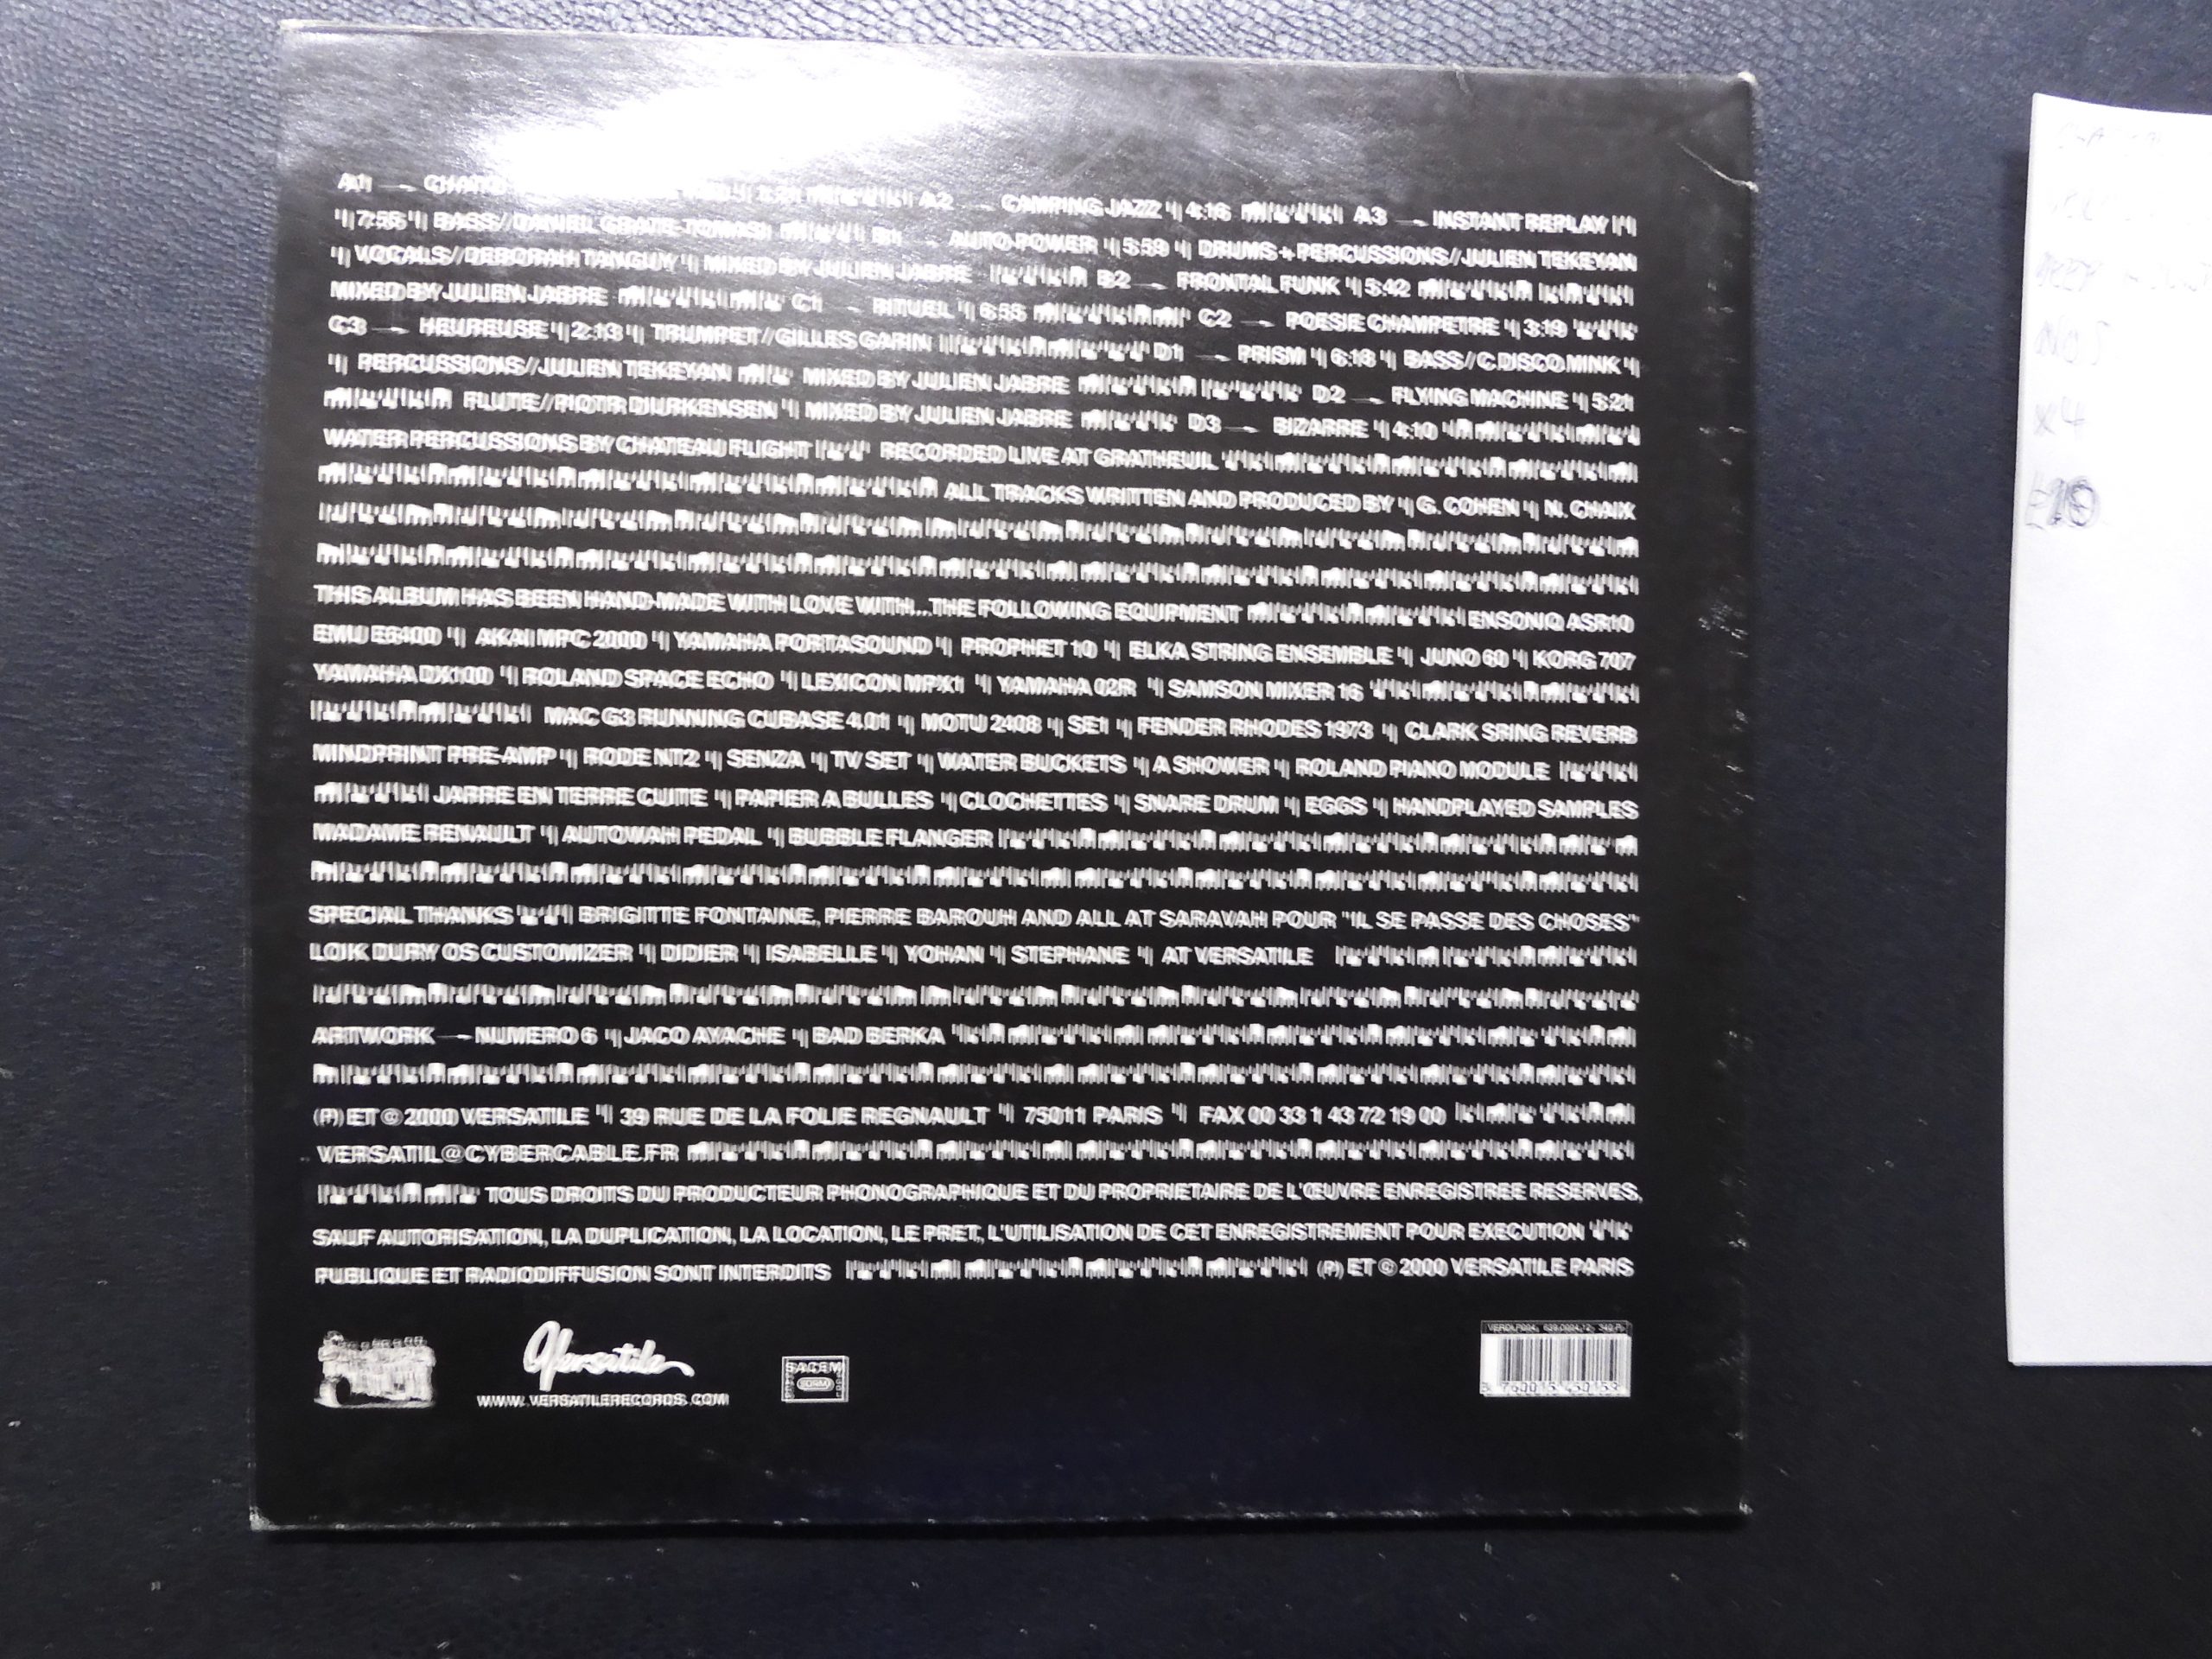 A1 → 3:21 A2 → CAMPING JAZZ 4:16 A3 → INSTANT REPLAY
7:55 BASS // DANIEL GRATE-TOMASI B1 → AUTO POWER 5:59 DRUMS + PERCUSSIONS // JULIEN TEKEYAN
VOCALS // DEBORAH TANGUY MIXED BY JULIEN JABRE B2 → FRONTAL FUNK 5:42
MIXED BY JULIEN JABRE C1 → RITUEL 6:53 C2 → POESIE CHAMPETRE 3:19
C3 → HEUREUSE 2:13 TRUMPET // GILLES GARIN D1 → PRISM 6:18 BASS // C.DISCO MINK
PERCUSSIONS // JULIEN TEKEYAN MIXED BY JULIEN JABRE D2 → FLYING MACHINE 5:21
FLUTE // PIOTR DIURKENSEN MIXED BY JULIEN JABRE D3 → BIZARRE 4:10
WATER PERCUSSIONS BY CHATEAU FLIGHT RECORDED LIVE AT GRATHEUIL
ALL TRACKS WRITTEN AND PRODUCED BY G. COHEN N. CHAIX
THIS ALBUM HAS BEEN HAND-MADE WITH LOVE WITH...THE FOLLOWING EQUIPMENT ENSONIQ ASR10
EMU E6400 AKAI MPC 2000 YAMAHA PORTASOUND PROPHET 10 ELKA STRING ENSEMBLE JUNO 60 KORG 707
YAMAHA DX100 ROLAND SPACE ECHO LEXICON MPX1 YAMAHA 02R SAMSON MIXER 16
MAC G3 RUNNING CUBASE 4.01 MOTU 2408 SE1 FENDER RHODES 1973 CLARK SRING REVERB
MINDPRINT PRE-AMP RODE NT2 SENZA TV SET WATER BUCKETS A SHOWER ROLAND PIANO MODULE
JARRE EN TERRE CUITE PAPIER A BULLES CLOCHETTES SNARE DRUM EGGS HANDPLAYED SAMPLES
MADAME RENAULT AUTOWAH PEDAL BUBBLE FLANGER
SPECIAL THANKS BRIGITTE FONTAINE, PIERRE BAROUH AND ALL AT SARAVAH POUR "IL SE PASSE DES CHOSES"
LOIK DURY OS CUSTOMIZER DIDIER ISABELLE YOHAN STEPHANE AT VERSATILE
ARTWORK → NUMERO 6 JACO AYACHE BAD BERKA
(P) ET © 2000 VERSATILE 39 RUE DE LA FOLIE REGNAULT 75011 PARIS FAX 00 33 1 43 72 19 00
VERSATIL@CYBERCABLE.FR
TOUS DROITS DU PRODUCTEUR PHONOGRAPHIQUE ET DU PROPRIETAIRE DE L'ŒUVRE ENREGISTREE RESERVES,
SAUF AUTORISATION, LA DUPLICATION, LA LOCATION, LE PRET, L'UTILISATION DE CET ENREGISTREMENT POUR EXECUTION
PUBLIQUE ET RADIODIFFUSION SONT INTERDITS (P) ET © 2000 VERSATILE PARIS
Versatile
WWW.VERSATILERECORDS.COM
SACEM
SDRM
NOS
X4